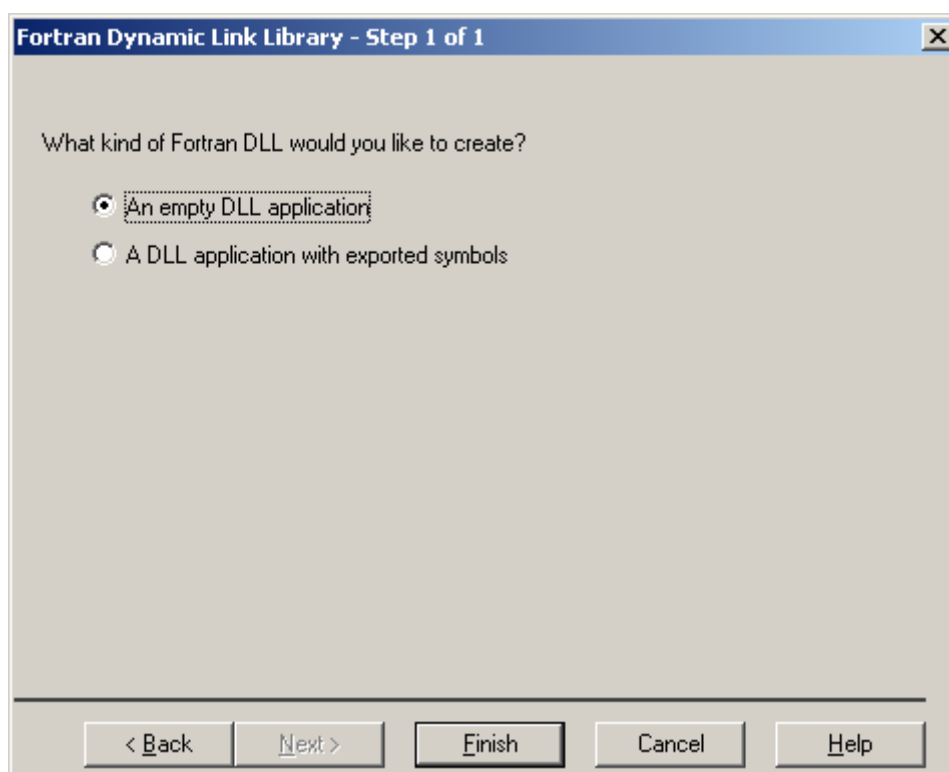 Fortran Dynamic Link Library - Step 1 of 1
What kind of Fortran DLL would you like to create?
An empty DLL application
A DLL application with exported symbols
< Back Next > Finish Cancel Help